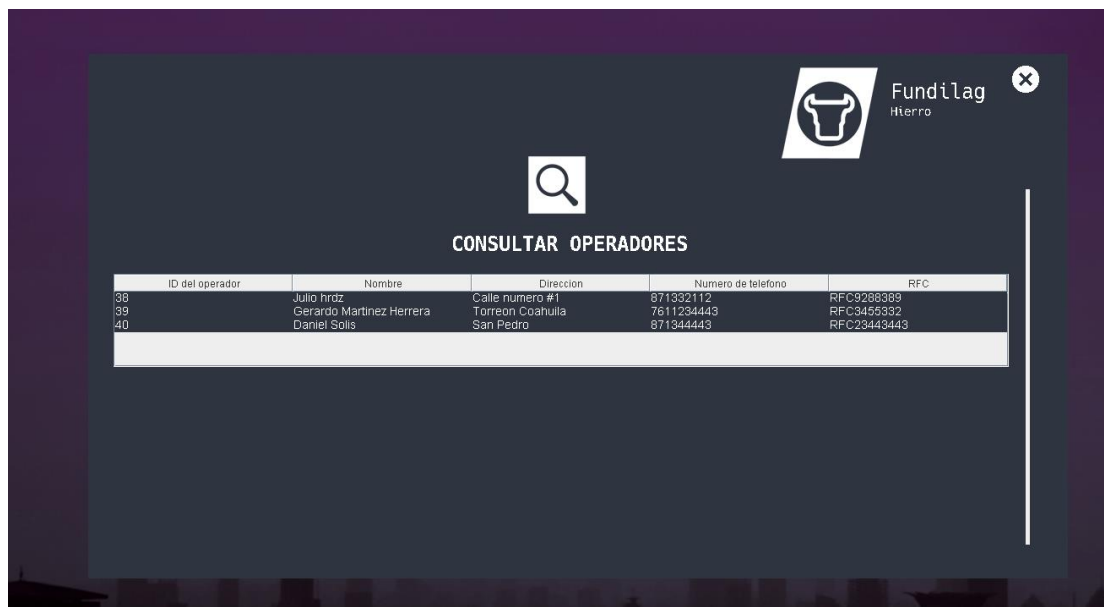 Fundilag
Hierro
CONSULTAR OPERADORES
ID del operador Nombre Direccion Numero de telefono RFC
38 Julio hrdz Calle numero #1 871332112 RFC9288389
39 Gerardo Martinez Herrera Torreon Coahuila 7611234443 RFC3455332
40 Daniel Solis San Pedro 871344443 RFC23443443